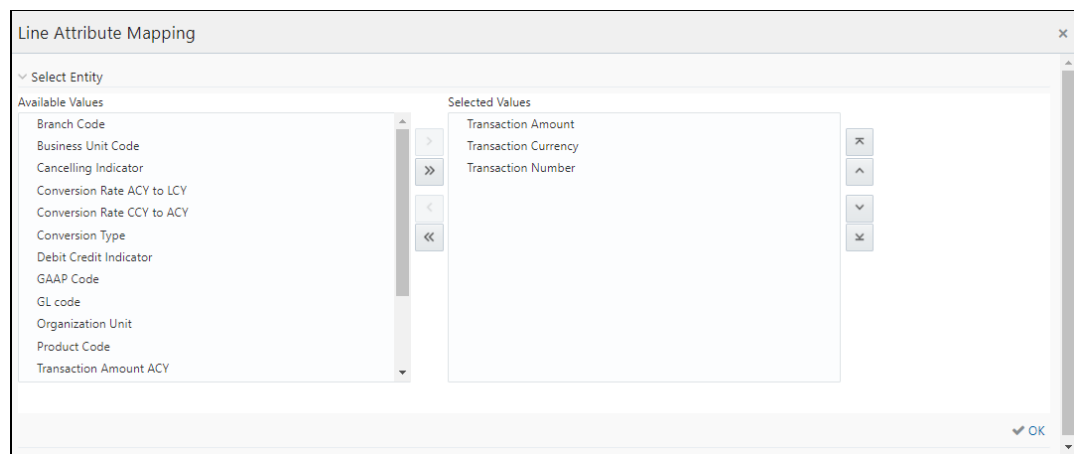 Line Attribute Mapping
Select Entity
Available Values
Branch Code
Business Unit Code
Cancelling Indicator
Conversion Rate ACY to LCY
Conversion Rate CCY to ACY
Conversion Type
Debit Credit Indicator
GAAP Code
GL code
Organization Unit
Product Code
Transaction Amount ACY
Selected Values
Transaction Amount
Transaction Currency
Transaction Number
OK